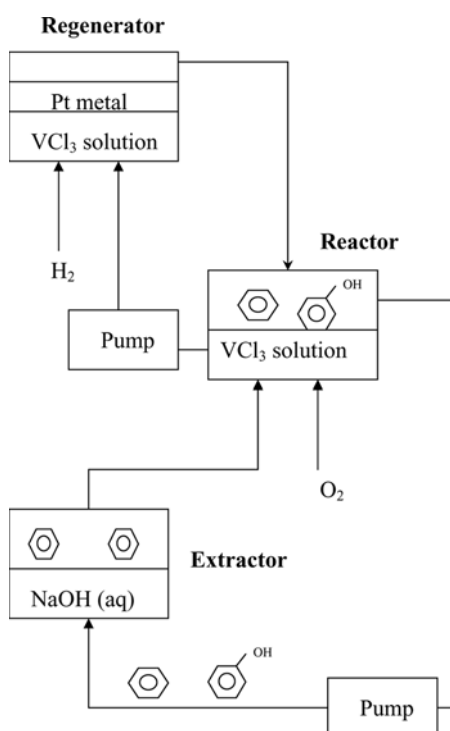 Regenerator
Pt metal
VCl₃ solution
H₂
Reactor
OH
VCl₃ solution
Pump
O₂
Extractor
NaOH (aq)
OH
Pump